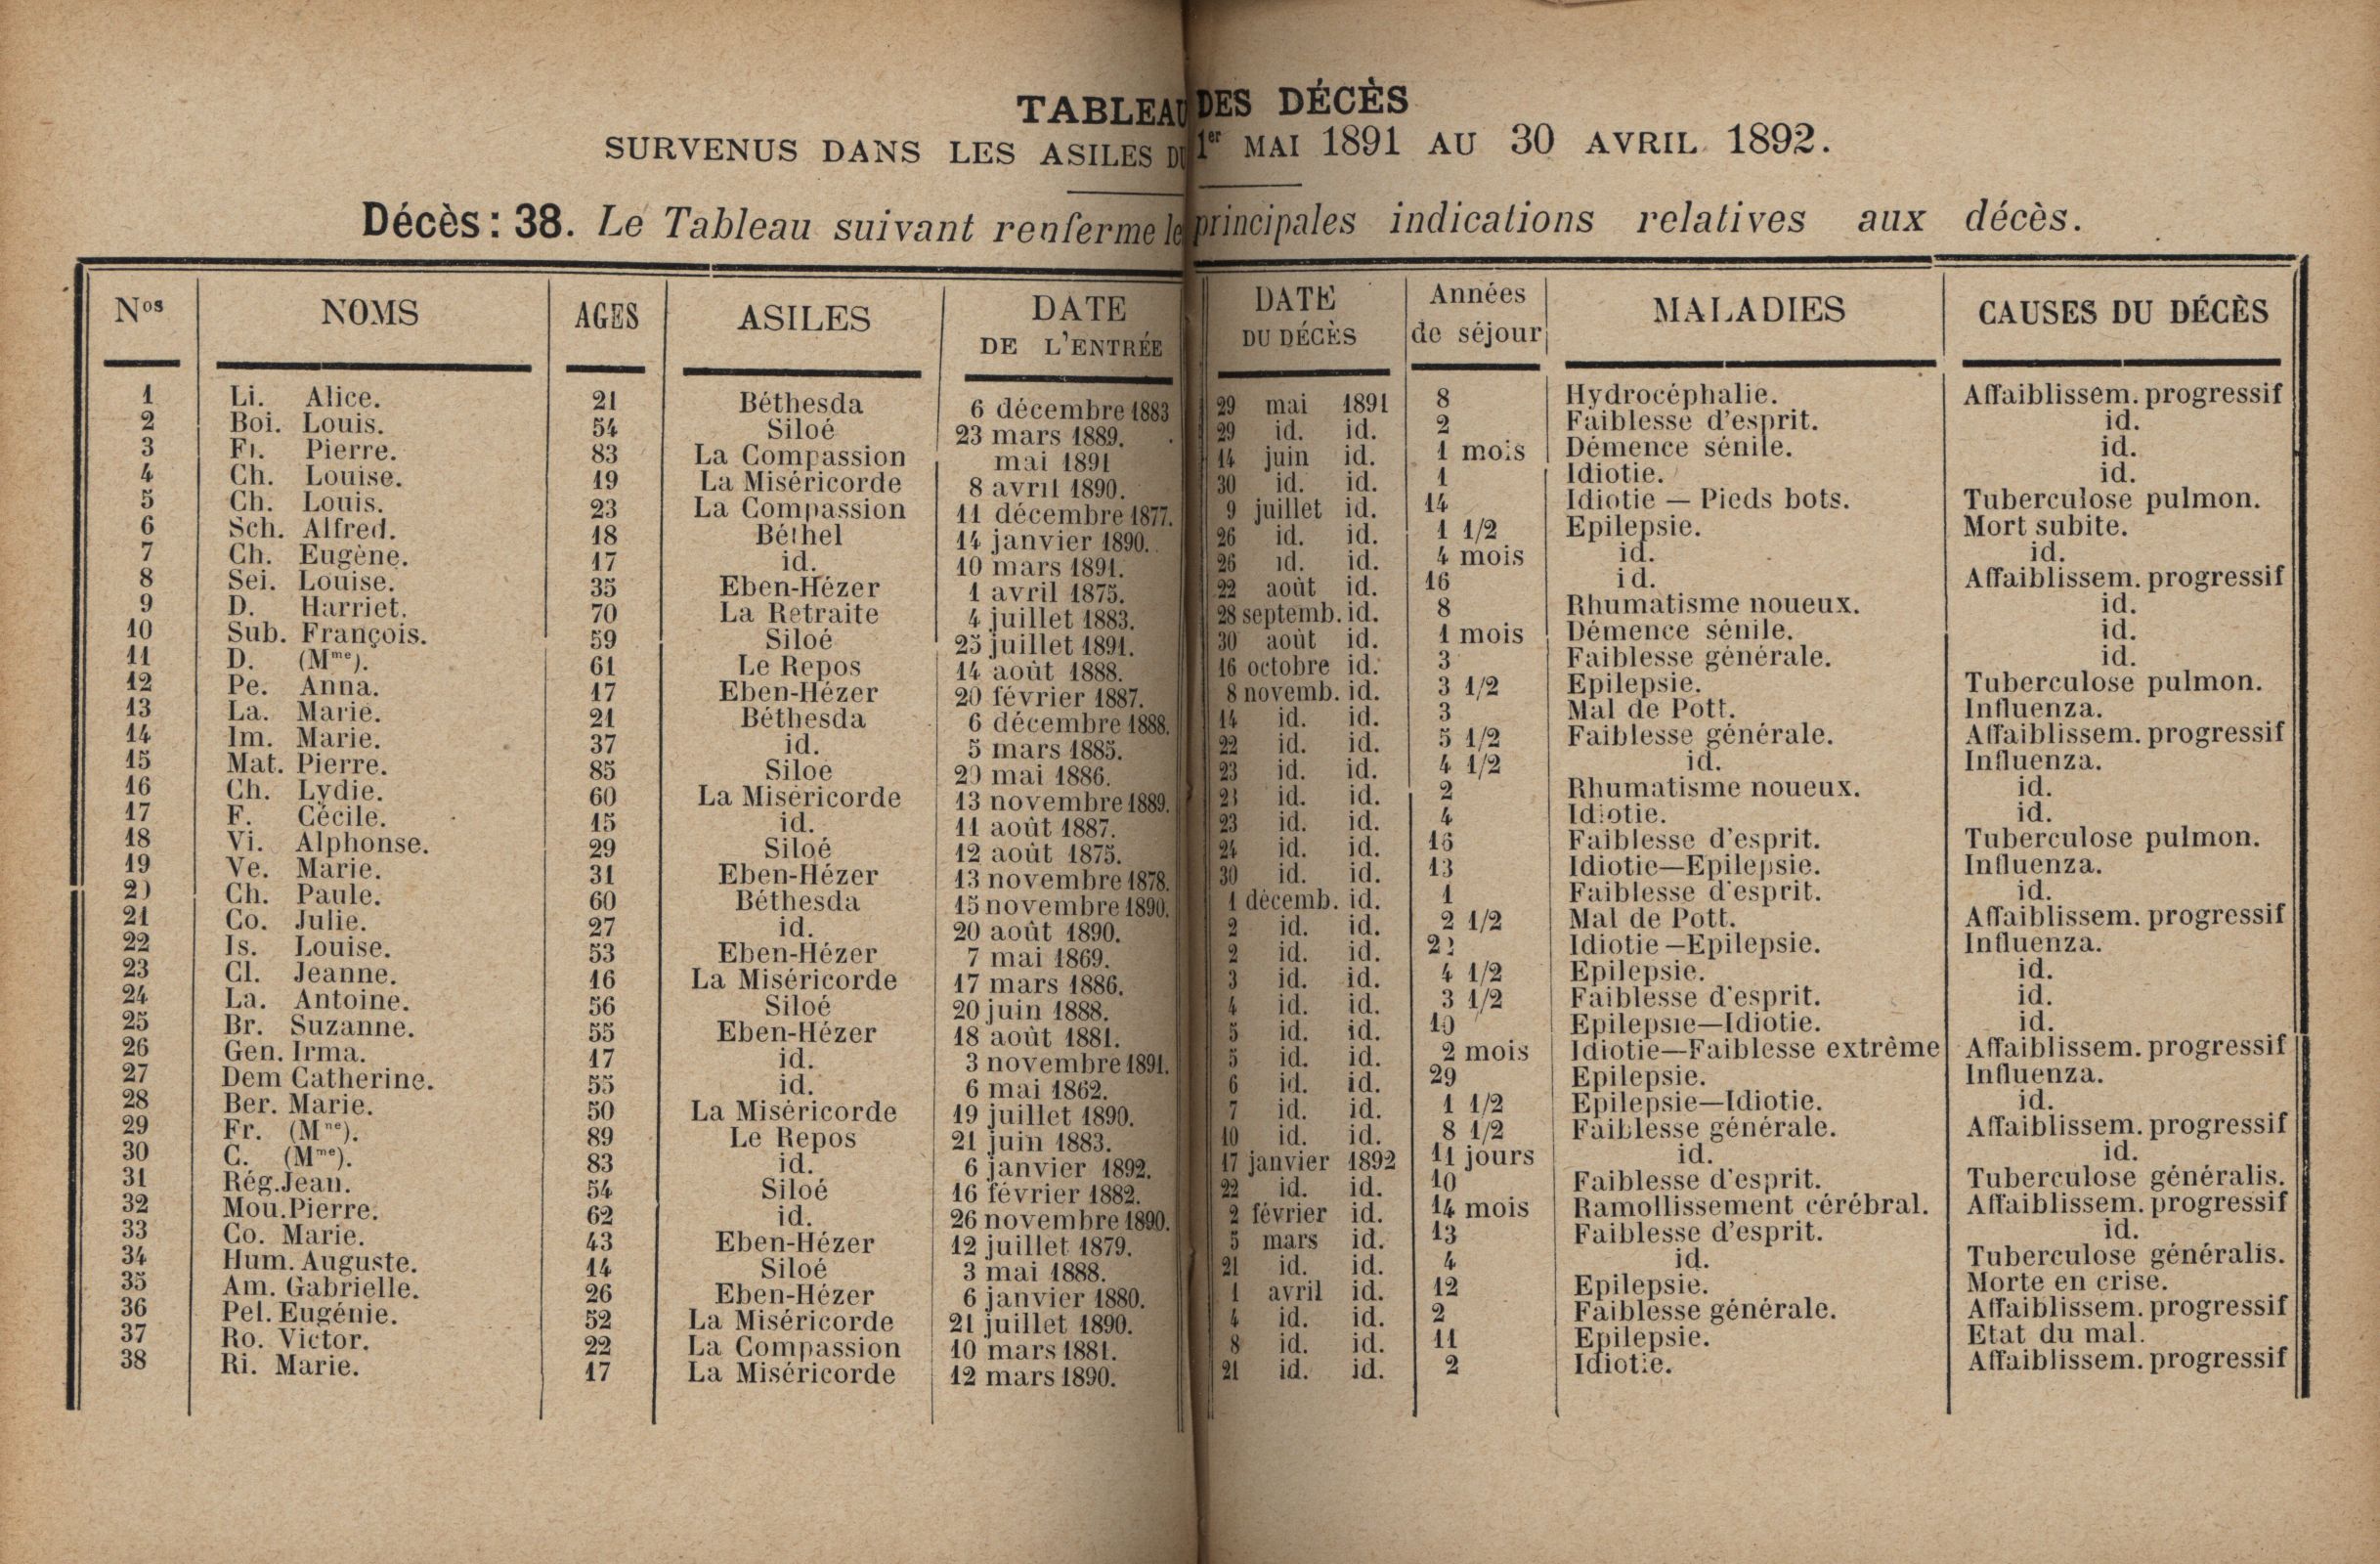 TABLEAU DES DÉCÈS
SURVENUS DANS LES ASILES DU 1er MAI 1891 AU 30 AVRIL 1892.
Décès : 38. Le Tableau suivant renferme principales indications relatives aux décès.
Nos NOMS AGES ASILES DATE DE L'ENTRÉE DATE DU DÉCÈS Années de séjour MALADIES CAUSES DU DÉCÈS
1 Li. Alice. 21 Béthesda 6 décembre 1883 29 mai 1891 8 Hydrocéphalie. Affaiblissem. progressif
2 Boi. Louis. 54 Siloé 23 mars 1889. 29 id. id. 2 Faiblesse d'esprit. id.
3 Pierre. 83 La Compassion mai 1891 14 juin id. 1 mois Démence sénile. id.
4 Ch. Louise. 19 La Miséricorde 8 avril 1890. 30 id. id. 1 Idiotie. id.
5 Ch. Louis. 23 La Compassion 11 décembre 1877. 9 juillet id. 14 Idiotie — Pieds bots. Tuberculose pulmon.
6 Sch. Alfred. 18 Béthel 14 janvier 1890. 26 id. id. 1 1/2 Epilepsie. Mort subite.
7 Ch. Eugène. 17 id. 10 mars 1891. 26 id. id. 4 mois id. id.
8 Sei. Louise. 35 Eben-Hézer 1 avril 1875. 22 août id. 16 id. Affaiblissem. progressif
9 D. Harriet. 70 La Retraite 4 juillet 1883. 28 septemb. id. 8 Rhumatisme noueux. id.
10 Sub. François. 59 Siloé 25 juillet 1891. 30 août id. 1 mois Démence sénile. id.
11 D. (Mme). 61 Le Repos 14 août 1888. 16 octobre id. 3 Faiblesse générale. id.
12 Pe. Anna. 17 Eben-Hézer 20 février 1887. 8 novemb. id. 3 1/2 Epilepsie. Tuberculose pulmon.
13 La. Marie. 21 Béthesda 6 décembre 1888. 14 id. id. 3 Mal de Pott. Influenza.
14 Im. Marie. 37 id. 5 mars 1885. 22 id. id. 5 1/2 Faiblesse générale. Affaiblissem. progressif
15 Mat. Pierre. 85 Siloé 20 mai 1886. 23 id. id. 4 1/2 id. Influenza.
16 Ch. Lydie. 60 La Miséricorde 13 novembre 1889. id. id. 2 Rhumatisme noueux. id.
17 F. Cécile. 15 id. 11 août 1887. 23 id. id. 4 Idiotie. id.
18 Vi. Alphonse. 29 Siloé 12 août 1875. 24 id. id. Faiblesse d'esprit. Tuberculose pulmon.
19 Ve. Marie. 31 Eben-Hézer 13 novembre 1878. 30 id. id. 13 Idiotie—Epilepsie. Influenza.
20 Ch. Paule. 60 Béthesda 15 novembre 1890. 1 décemb. id. 1 Faiblesse d'esprit. id.
21 Co. Julie. 27 id. 20 août 1890. 2 id. id. 2 1/2 Mal de Pott. Affaiblissem. progressif
22 Is. Louise. 53 Eben-Hézer 7 mai 1869. 2 id. id. Idiotie—Epilepsie. Influenza.
23 Cl. Jeanne. 16 La Miséricorde 17 mars 1886. 3 id. id. 4 1/2 Epilepsie. id.
24 La. Antoine. 56 Siloé 20 juin 1888. 4 id. id. 3 1/2 Faiblesse d'esprit. id.
25 Br. Suzanne. 55 Eben-Hézer 18 août 1881. 5 id. id. 10 Epilepsie—Idiotie. id.
26 Gen. Irma. 17 id. 3 novembre 1891. 5 id. id. 2 mois Idiotie—Faiblesse extrême Affaiblissem. progressif
27 Dem Catherine. 55 id. 6 mai 1862. 6 id. id. 29 Epilepsie. Influenza.
28 Ber. Marie. 50 La Miséricorde 19 juillet 1890. 7 id. id. 1 1/2 Epilepsie—Idiotie. id.
29 Fr. (Mme). 89 Le Repos 21 juin 1883. 10 id. id. 8 1/2 Faiblesse générale. Affaiblissem. progressif
30 C. (Mme). 83 id. 6 janvier 1892. 17 janvier 1892 11 jours id. id.
31 Rég. Jean. 54 Siloé 16 février 1882. 22 id. id. 10 Faiblesse d'esprit. Tuberculose généralis.
32 Mou. Pierre. 62 id. 26 novembre 1890. 2 février id. 14 mois Ramollissement cérébral. Affaiblissem. progressif
33 Co. Marie. 43 Eben-Hézer 12 juillet 1879. 5 mars id. 13 Faiblesse d'esprit. id.
34 Hum. Auguste. 14 Siloé 3 mai 1888. 21 id. id. 4 id. Tuberculose généralis.
35 Am. Gabrielle. 26 Eben-Hézer 6 janvier 1880. 1 avril id. 12 Epilepsie. Morte en crise.
36 Pel. Eugénie. 52 La Miséricorde 21 juillet 1890. 4 id. id. 2 Faiblesse générale. Affaiblissem. progressif
37 Ro. Victor. 22 La Compassion 10 mars 1881. 8 id. id. 11 Epilepsie. Etat du mal.
38 Ri. Marie. 17 La Miséricorde 12 mars 1890. 21 id. id. 2 Idiotie. Affaiblissem. progressif